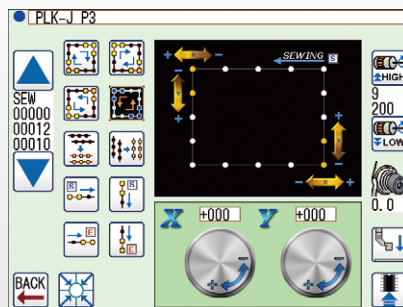 PLK-J P3
SEWING S
SEW
00000
00012
00010
HIGH
9
200
LOW
0.0
S
S
E
E
X +000 Y +000
BACK